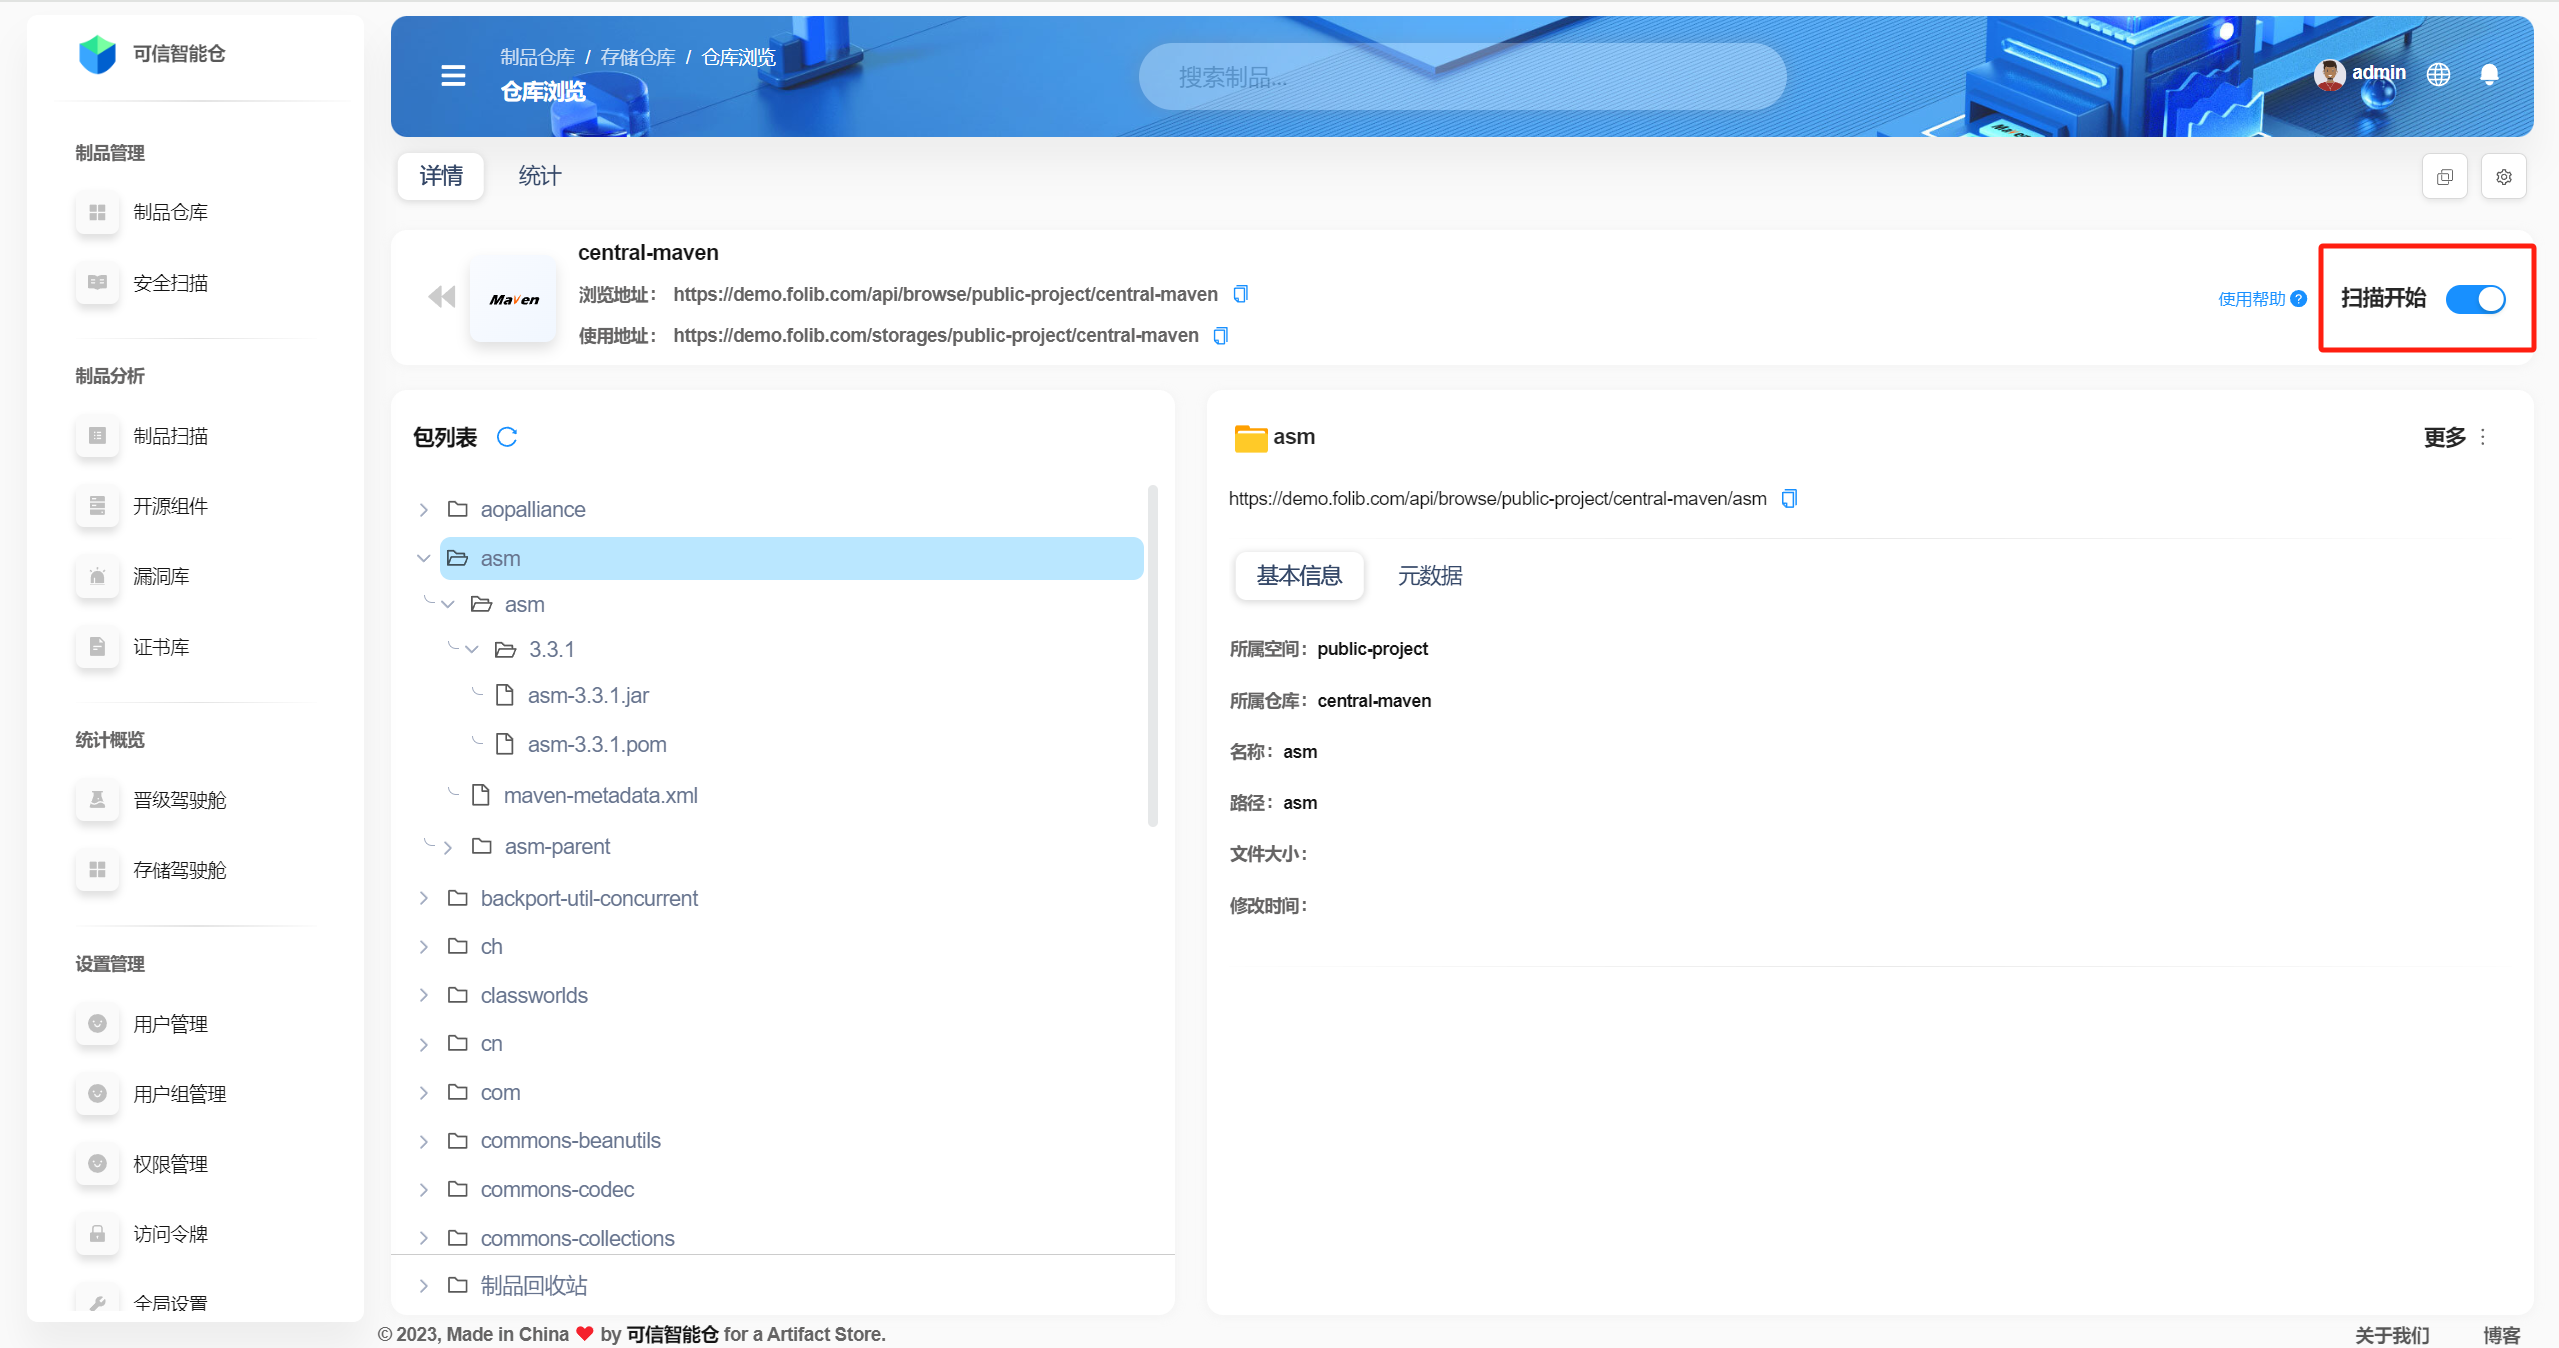 可信智能仓
制品管理
制品仓库
安全扫描
制品分析
制品扫描
开源组件
漏洞库
证书库
统计概览
晋级驾驶舱
存储驾驶舱
设置管理
用户管理
用户组管理
权限管理
访问令牌
全局设置
制品仓库 / 存储仓库 / 仓库浏览
仓库浏览
搜索制品...
admin
Maven
详情 统计
central-maven
Maven
浏览地址： https://demo.folib.com/api/browse/public-project/central-maven
使用地址： https://demo.folib.com/storages/public-project/central-maven
使用帮助 ?
扫描开始
包列表
aopalliance
asm
asm
3.3.1
asm-3.3.1.jar
asm-3.3.1.pom
maven-metadata.xml
asm-parent
backport-util-concurrent
ch
classworlds
cn
com
commons-beanutils
commons-codec
commons-collections
制品回收站
asm
更多
https://demo.folib.com/api/browse/public-project/central-maven/asm
基本信息 元数据
所属空间： public-project
所属仓库： central-maven
名称： asm
路径： asm
文件大小：
修改时间：
© 2023, Made in China ❤ by 可信智能仓 for a Artifact Store.
关于我们 博客